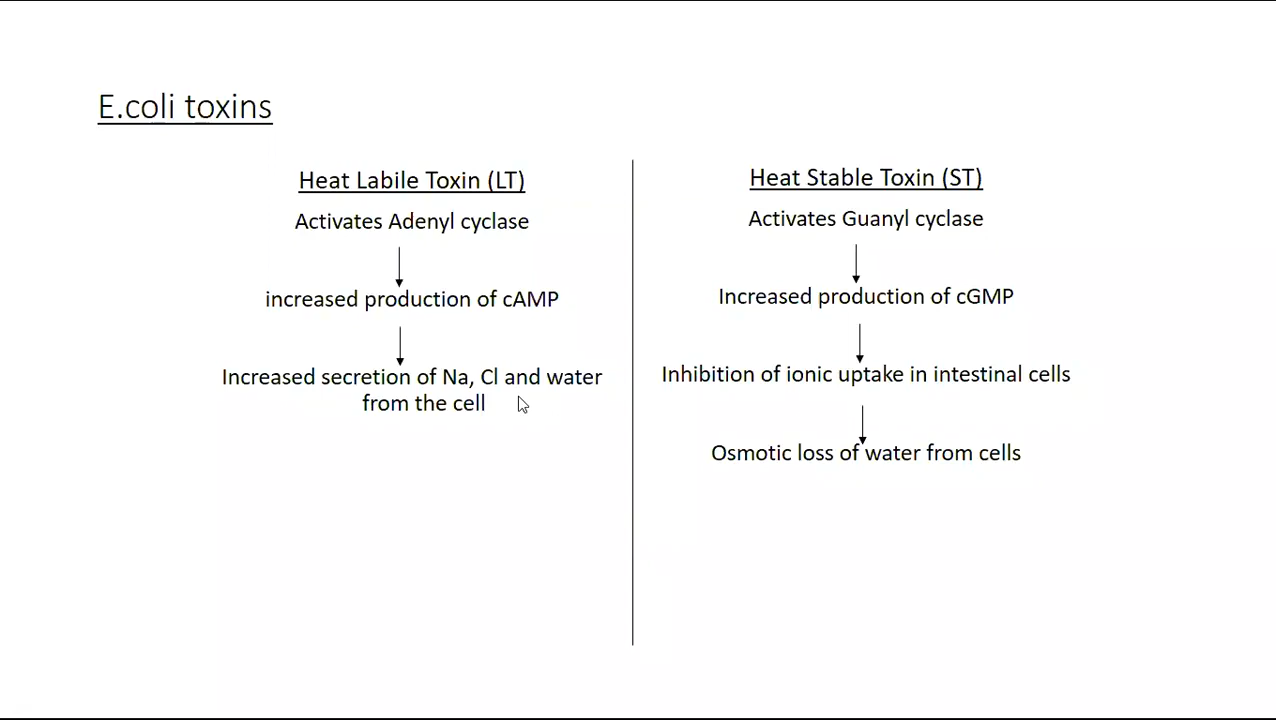 E.coli toxins
Heat Labile Toxin (LT)
Activates Adenyl cyclase
increased production of cAMP
Increased secretion of Na, Cl and water
from the cell
Heat Stable Toxin (ST)
Activates Guanyl cyclase
Increased production of cGMP
Inhibition of ionic uptake in intestinal cells
Osmotic loss of water from cells